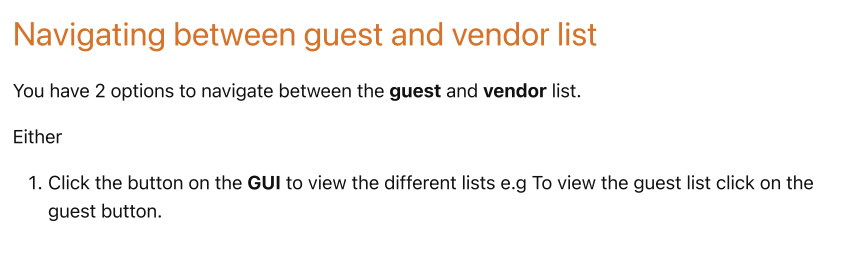 Navigating between guest and vendor list
You have 2 options to navigate between the guest and vendor list.
Either
1. Click the button on the GUI to view the different lists e.g To view the guest list click on the
guest button.